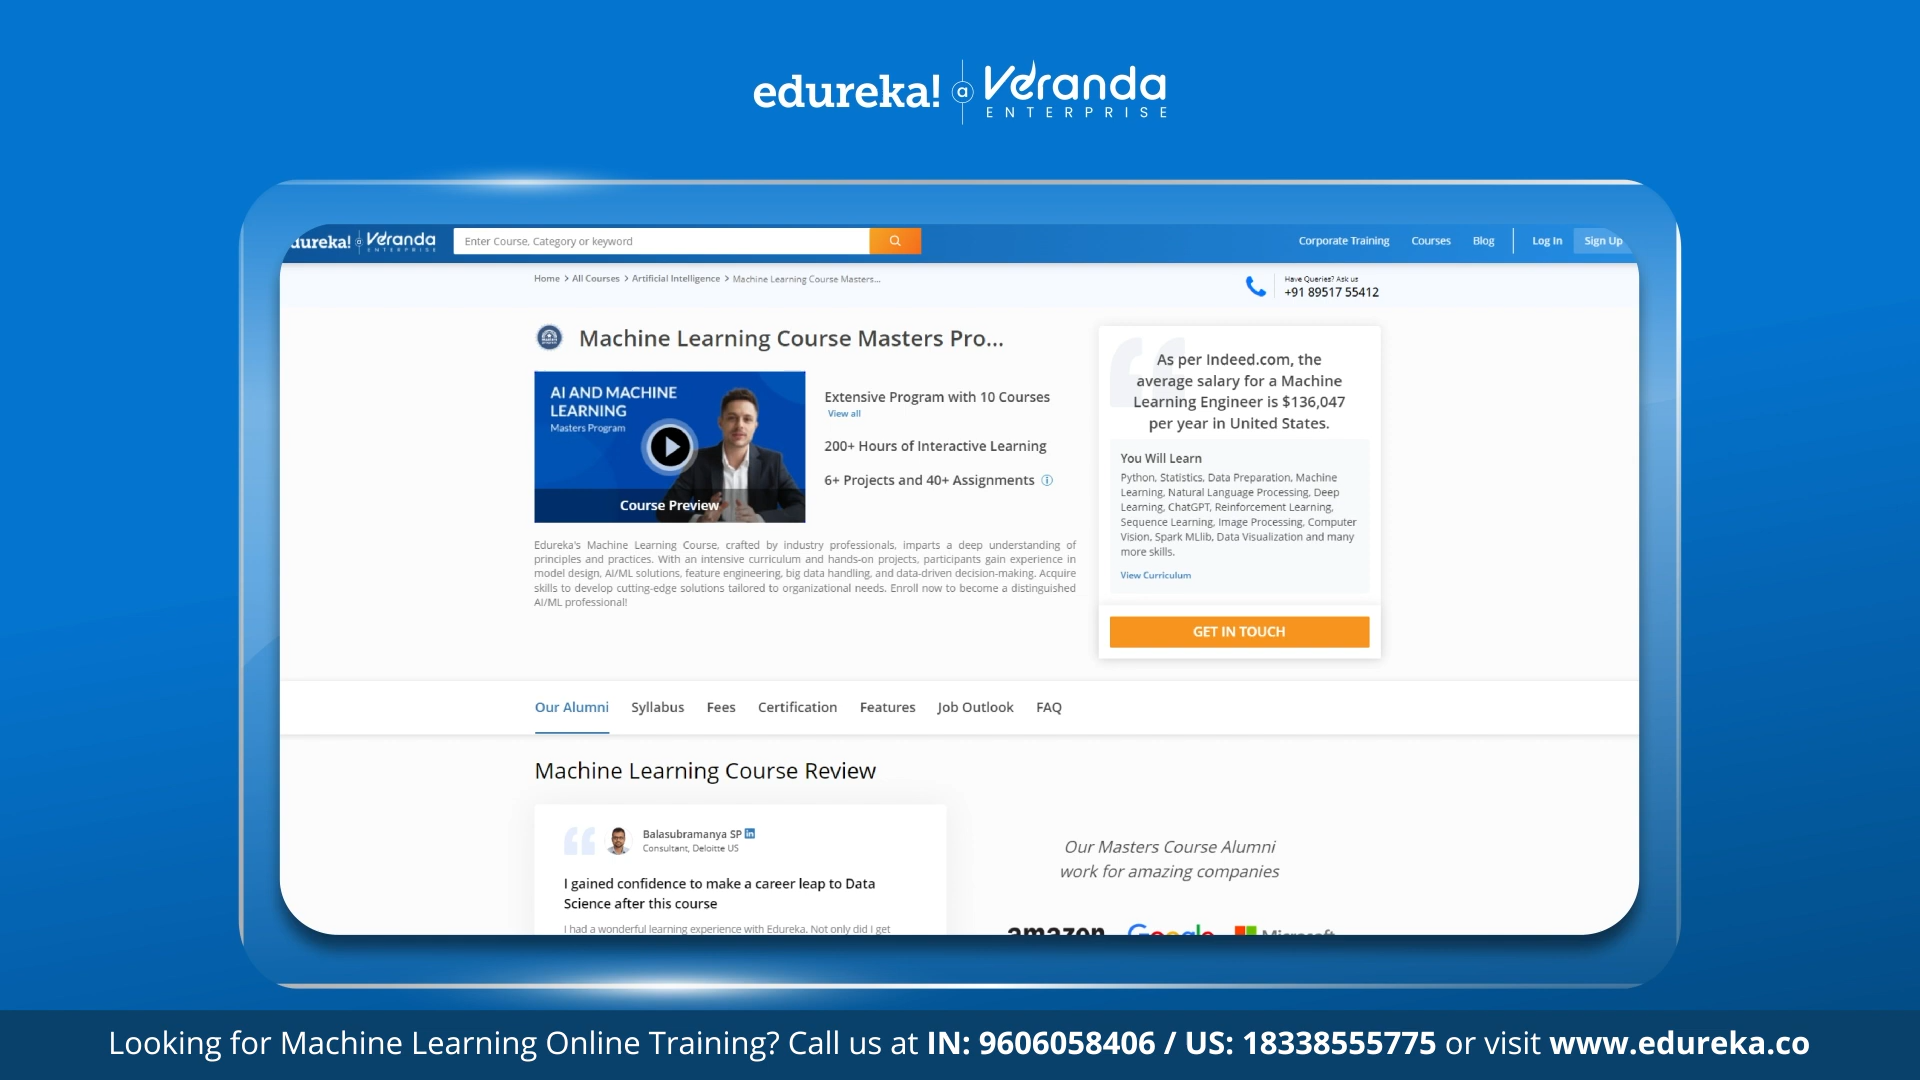 edureka! a Veranda
ENTERPRISE
dureka! a Veranda
ENTERPRISE
Enter Course, Category or keyword
Corporate Training Courses Blog Log In Sign Up
Home > All Courses > Artificial Intelligence > Machine Learning Course Masters...
Have Queries? Ask us
+91 89517 55412
Machine Learning Course Masters Pro...
AI AND MACHINE
LEARNING
Masters Program
Course Preview
Extensive Program with 10 Courses
View all
200+ Hours of Interactive Learning
6+ Projects and 40+ Assignments
Edureka's Machine Learning Course, crafted by industry professionals, imparts a deep understanding of
principles and practices. With an intensive curriculum and hands-on projects, participants gain experience in
model design, AI/ML solutions, feature engineering, big data handling, and data-driven decision-making. Acquire
skills to develop cutting-edge solutions tailored to organizational needs. Enroll now to become a distinguished
AI/ML professional!
As per Indeed.com, the
average salary for a Machine
Learning Engineer is $136,047
per year in United States.
You Will Learn
Python, Statistics, Data Preparation, Machine
Learning, Natural Language Processing, Deep
Learning, ChatGPT, Reinforcement Learning,
Sequence Learning, Image Processing, Computer
Vision, Spark MLlib, Data Visualization and many
more skills.
View Curriculum
GET IN TOUCH
Our Alumni Syllabus Fees Certification Features Job Outlook FAQ
Machine Learning Course Review
Balasubramanya SP in
Consultant, Deloitte US
I gained confidence to make a career leap to Data
Science after this course
I had a wonderful learning experience with Edureka. Not only did I get
Our Masters Course Alumni
work for amazing companies
amazon Google Microsoft
Looking for Machine Learning Online Training? Call us at IN: 9606058406 / US: 18338555775 or visit www.edureka.co